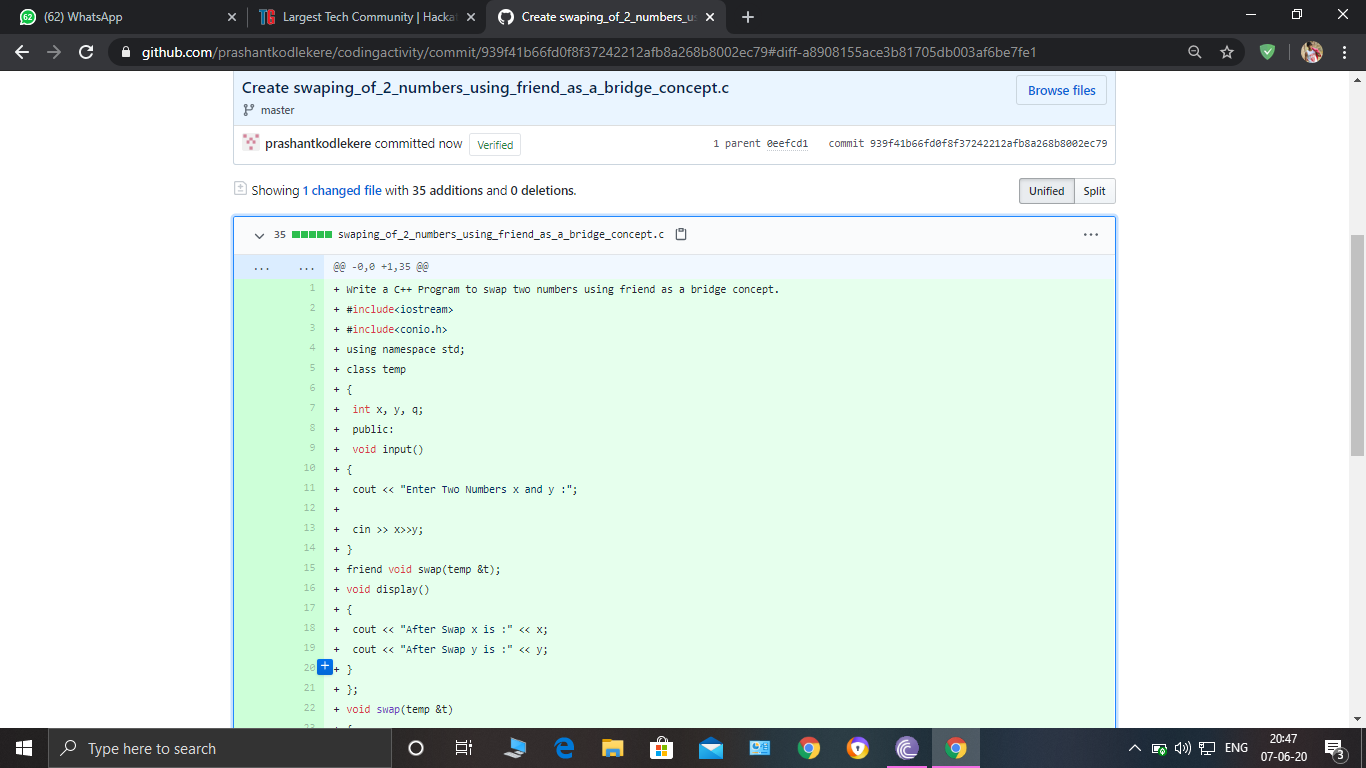 (62) WhatsApp
Largest Tech Community | Hackat
Create swaping_of_2_numbers_us
github.com/prashantkodlekere/codingactivity/commit/939f41b66fd0f8f37242212afb8a268b8002ec79#diff-a8908155ace3b81705db003af6be7fe1
Create swaping_of_2_numbers_using_friend_as_a_bridge_concept.c
Browse files
master
prashantkodlekere committed now Verified 1 parent 0eefcd1 commit 939f41b66fd0f8f37242212afb8a268b8002ec79
Showing 1 changed file with 35 additions and 0 deletions.
Unified Split
35 swaping_of_2_numbers_using_friend_as_a_bridge_concept.c ...
... ... @@ -0,0 +1,35 @@
1 + Write a C++ Program to swap two numbers using friend as a bridge concept.
2 + #include<iostream>
3 + #include<conio.h>
4 + using namespace std;
5 + class temp
6 + {
7 + int x, y, q;
8 + public:
9 + void input()
10 + {
11 + cout << "Enter Two Numbers x and y :";
12 +
13 + cin >> x>>y;
14 + }
15 + friend void swap(temp &t);
16 + void display()
17 + {
18 + cout << "After Swap x is :" << x;
19 + cout << "After Swap y is :" << y;
20 + }
21 + };
22 + void swap(temp &t)
23 + {
Type here to search
ENG
20:47
07-06-20
3